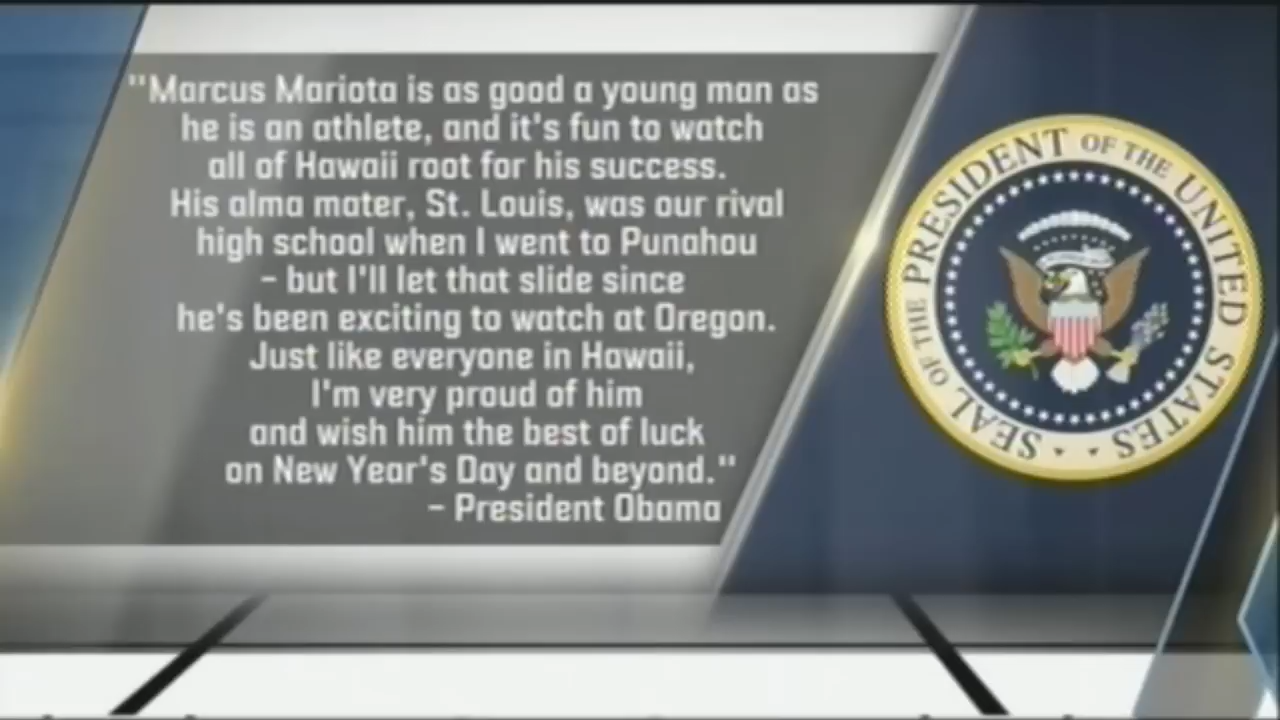 "Marcus Mariota is as good a young man as
he is an athlete, and it's fun to watch
all of Hawaii root for his success.
His alma mater, St. Louis, was our rival
high school when I went to Punahou
– but I'll let that slide since
he's been exciting to watch at Oregon.
Just like everyone in Hawaii,
I'm very proud of him
and wish him the best of luck
on New Year's Day and beyond."
– President Obama
SEAL OF THE PRESIDENT OF THE UNITED STATES